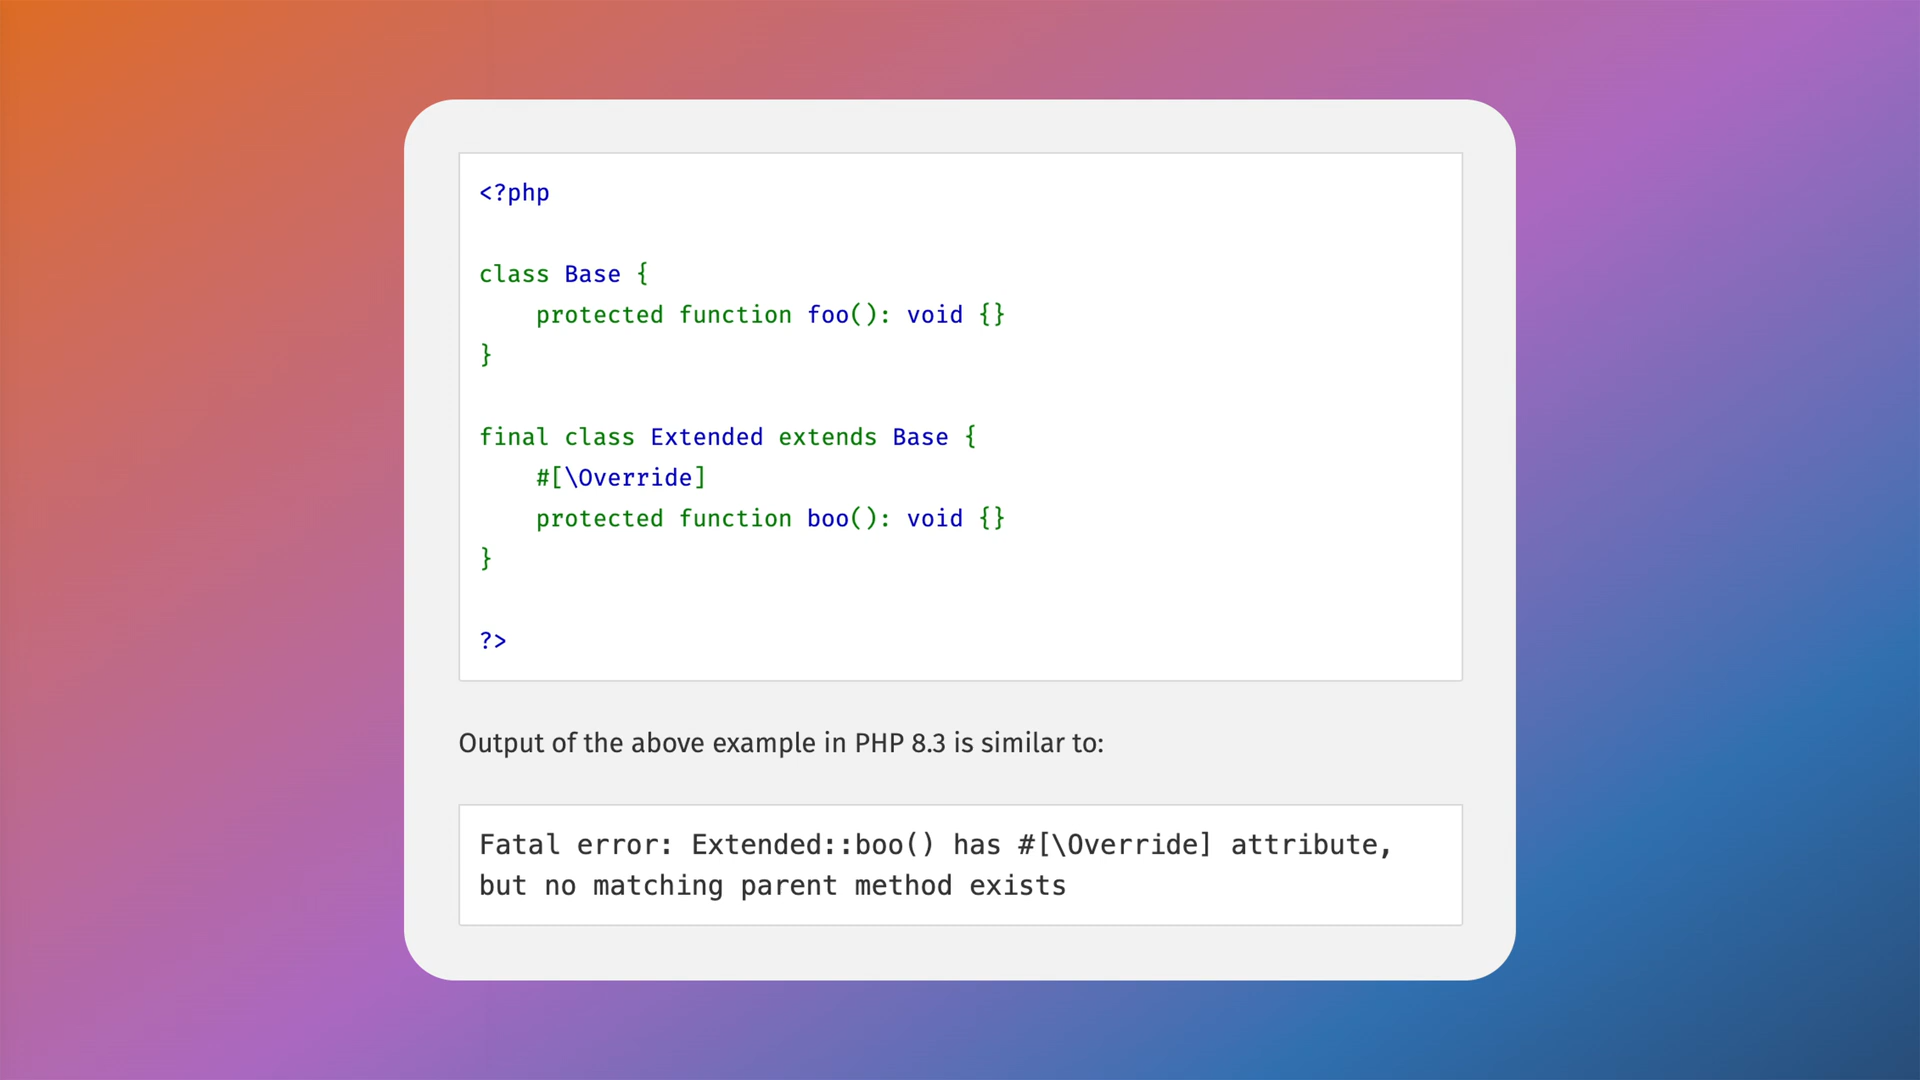 <?php
class Base {
    protected function foo(): void {}
}
final class Extended extends Base {
    #[\Override]
    protected function boo(): void {}
}
?>
Output of the above example in PHP 8.3 is similar to:
Fatal error: Extended::boo() has #[\Override] attribute,
but no matching parent method exists